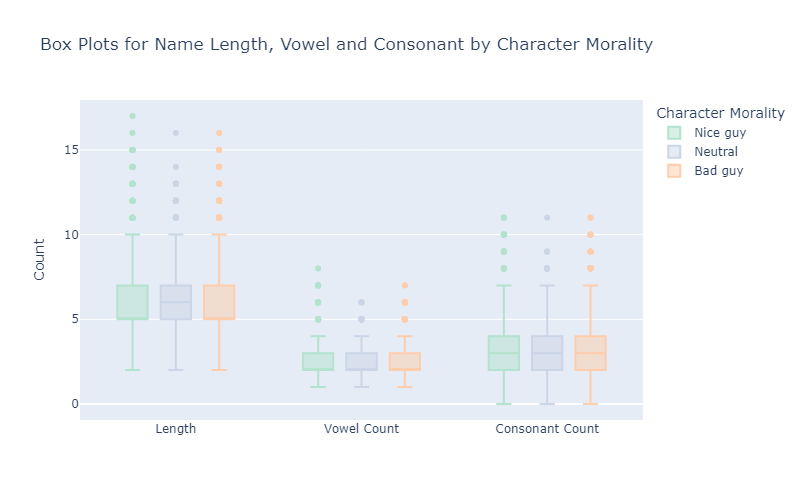 Box Plots for Name Length, Vowel and Consonant by Character Morality
Character Morality
Nice guy
Neutral
Bad guy
Count
15
10
5
0
Length
Vowel Count
Consonant Count